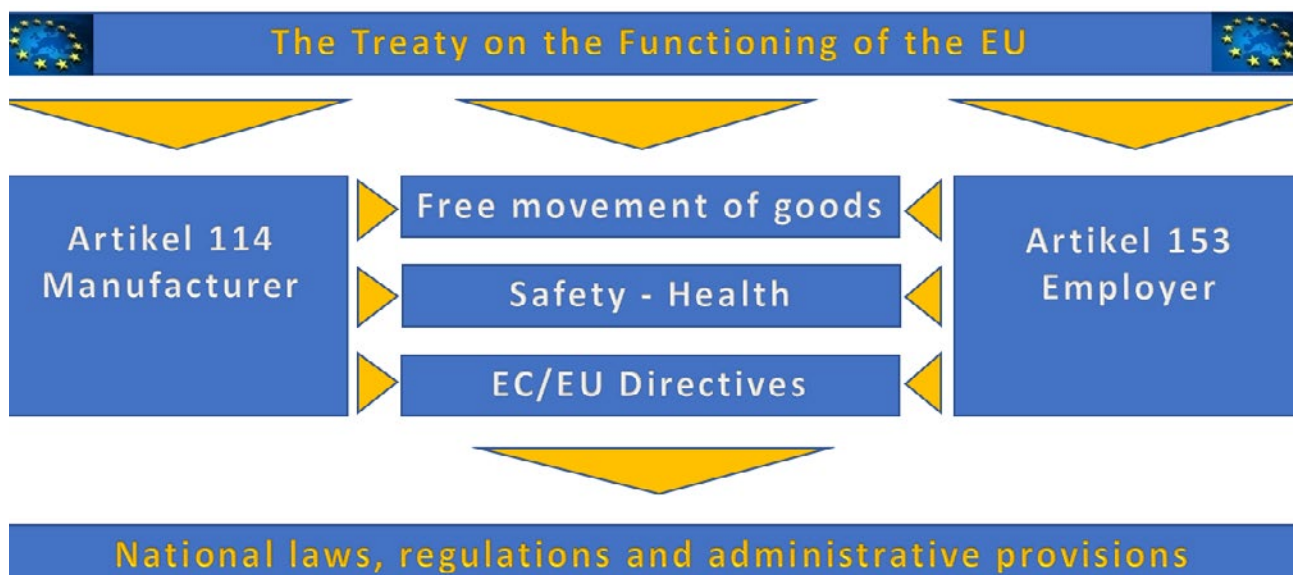 The Treaty on the Functioning of the EU
Artikel 114
Manufacturer
Free movement of goods
Safety - Health
EC/EU Directives
Artikel 153
Employer
National laws, regulations and administrative provisions